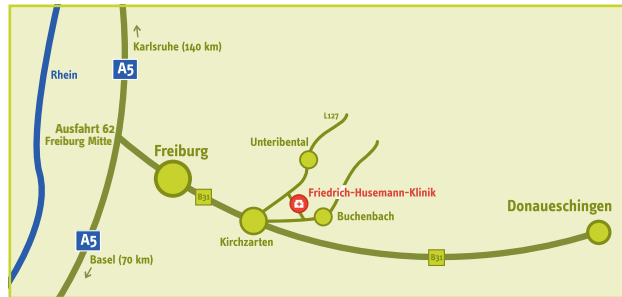 Karlsruhe (140 km)
A5
Rhein
L127
Ausfahrt 62
Freiburg Mitte
Unteribental
Freiburg
Friedrich-Husemann-Klinik
B31
Donaueschingen
Buchenbach
Kirchzarten
A5
Basel (70 km)
B31